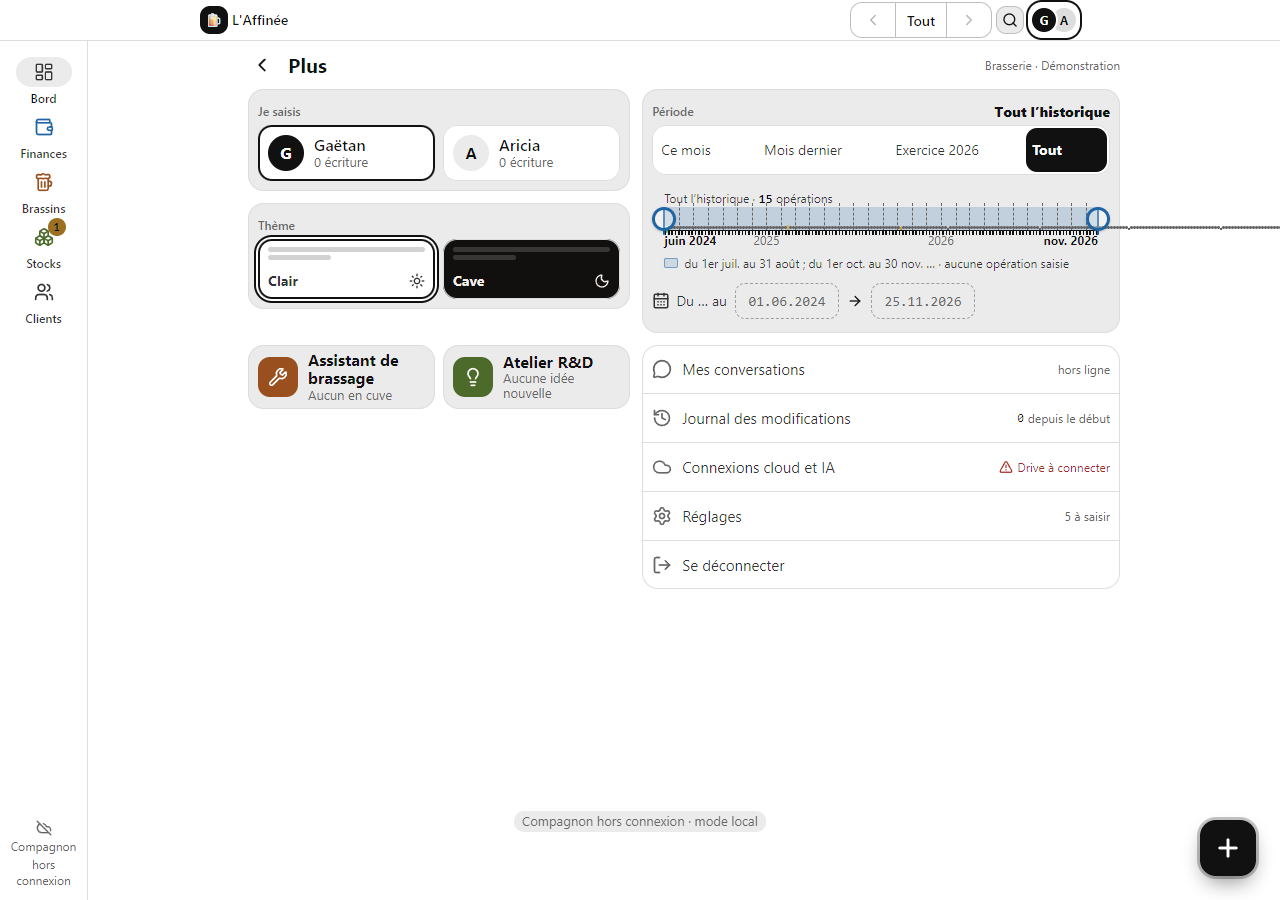 L'Affinée
Tout
G A
Bord
Finances
Brassins
1
Stocks
Clients
Compagnon
hors
connexion
Plus
Brasserie · Démonstration
Je saisis
G
Gaëtan
0 écriture
A
Aricia
0 écriture
Thème
Clair
Cave
Assistant de
brassage
Aucun en cuve
Atelier R&D
Aucune idée
nouvelle
Période
Tout l’historique
Ce mois
Mois dernier
Exercice 2026
Tout
Tout l’historique · 15 opérations
juin 2024
2025
2026
nov. 2026
du 1er juil. au 31 août ; du 1er oct. au 30 nov. … · aucune opération saisie
Du … au
01.06.2024
25.11.2026
Mes conversations
hors ligne
Journal des modifications
0 depuis le début
Connexions cloud et IA
Drive à connecter
Réglages
5 à saisir
Se déconnecter
Compagnon hors connexion · mode local